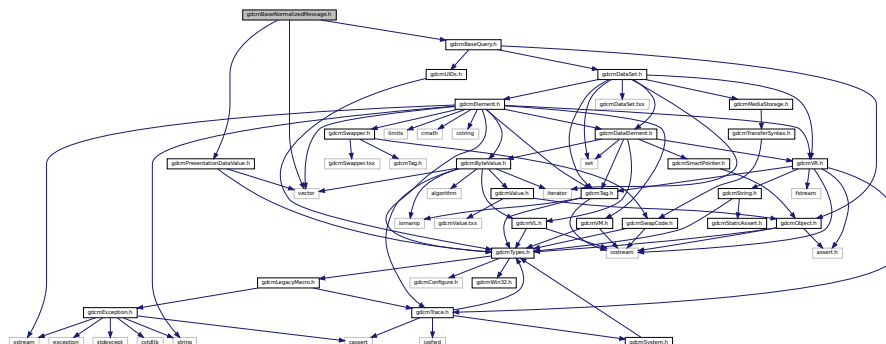 gdcmBaseNormalizedMessage.h
gdcmBaseQuery.h
gdcmUIDs.h
gdcmDataSet.h
gdcmElement.h
gdcmDataSet.txx
gdcmMediaStorage.h
gdcmSwapper.h
limits
cmath
cstring
gdcmDataElement.h
gdcmTransferSyntax.h
gdcmPresentationDataValue.h
gdcmSwapper.txx
gdcmTag.h
gdcmByteValue.h
set
gdcmSmartPointer.h
gdcmVR.h
vector
algorithm
gdcmValue.h
iterator
gdcmTag.h
gdcmString.h
fstream
iomanip
gdcmValue.txx
gdcmVL.h
gdcmVM.h
gdcmSwapCode.h
gdcmStaticAssert.h
gdcmObject.h
gdcmTypes.h
iostream
assert.h
gdcmLegacyMacro.h
gdcmConfigure.h
gdcmWin32.h
gdcmException.h
gdcmTrace.h
sstream
exception
stdexcept
cstdlib
string
cassert
iosfwd
gdcmSystem.h